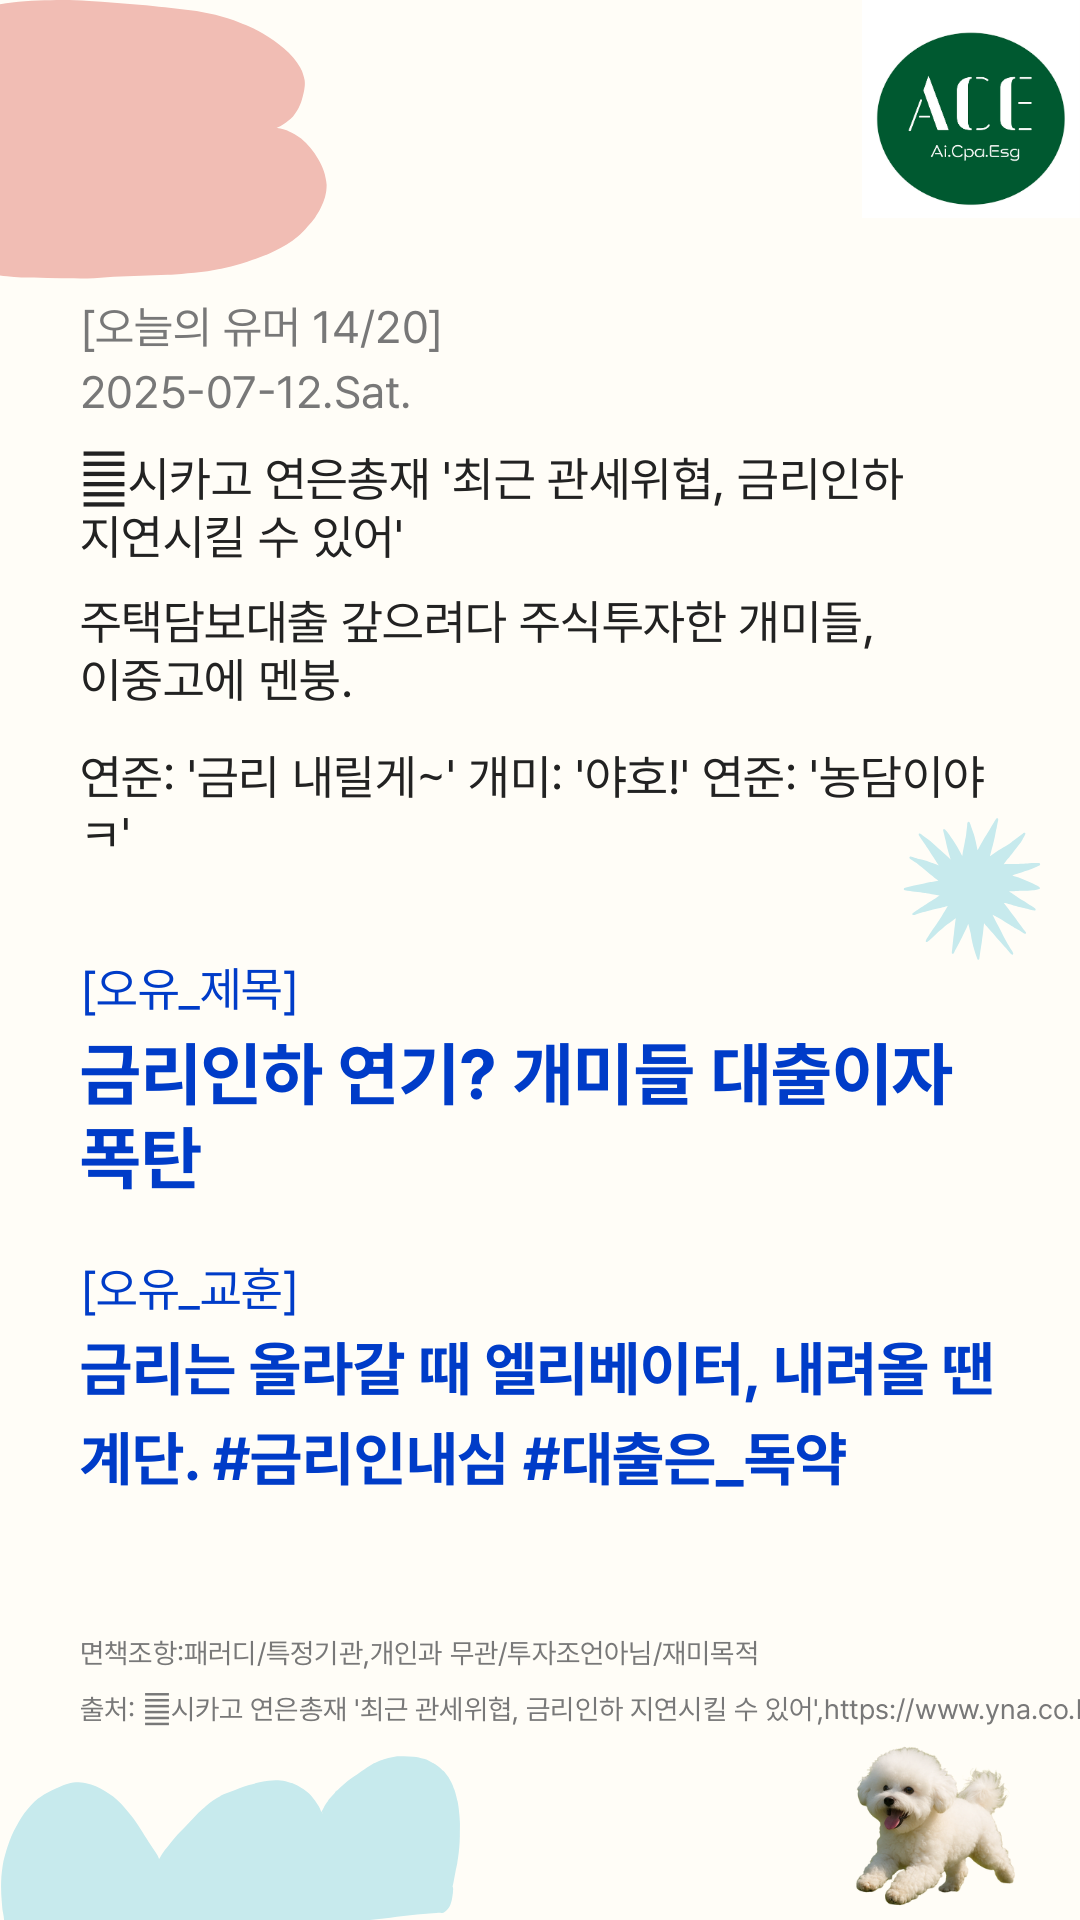 ACE
Ai.Cpa.Esg
[오늘의 유머 14/20]
2025-07-12.Sat.
䷀시카고 연은총재 '최근 관세위협, 금리인하
지연시킬 수 있어'
주택담보대출 갚으려다 주식투자한 개미들,
이중고에 멘붕.
연준: '금리 내릴게~' 개미: '야호!' 연준: '농담이야
ㅋ'
[오유_제목]
금리인하 연기? 개미들 대출이자
폭탄
[오유_교훈]
금리는 올라갈 때 엘리베이터, 내려올 땐
계단. #금리인내심 #대출은_독약
면책조항:패러디/특정기관,개인과 무관/투자조언아님/재미목적
출처: ䷀시카고 연은총재 '최근 관세위협, 금리인하 지연시킬 수 있어',https://www.yna.co.